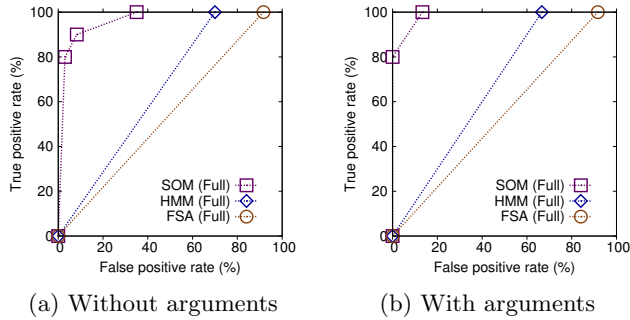 100
80
60
40
20
0
0 20 40 60 80 100
True positive rate (%)
False positive rate (%)
SOM (Full)
HMM (Full)
FSA (Full)
(a) Without arguments
100
80
60
40
20
0
0 20 40 60 80 100
True positive rate (%)
False positive rate (%)
SOM (Full)
HMM (Full)
FSA (Full)
(b) With arguments